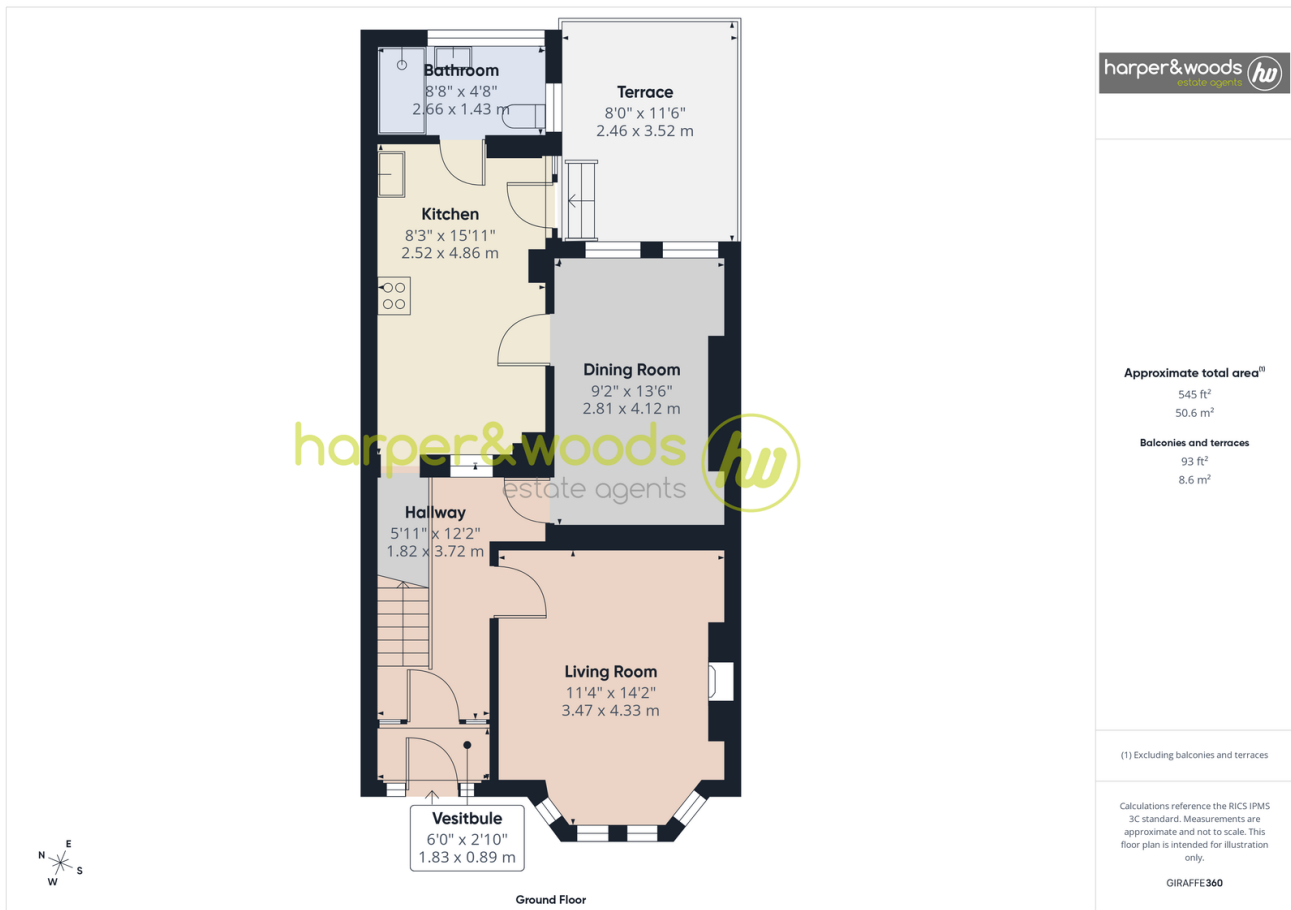 Bathroom
8'8" x 4'8"
2.66 x 1.43 m
Terrace
8'0" x 11'6"
2.46 x 3.52 m
Kitchen
8'3" x 15'11"
2.52 x 4.86 m
Dining Room
9'2" x 13'6"
2.81 x 4.12 m
harper&woods hw
estate agents
Hallway
5'11" x 12'2"
1.82 x 3.72 m
Living Room
11'4" x 14'2"
3.47 x 4.33 m
Vesitbule
6'0" x 2'10"
1.83 x 0.89 m
N E
W S
Ground Floor
harper&woods hw
estate agents
Approximate total area(1)
545 ft²
50.6 m²
Balconies and terraces
93 ft²
8.6 m²
(1) Excluding balconies and terraces
Calculations reference the RICS IPMS
3C standard. Measurements are
approximate and not to scale. This
floor plan is intended for illustration
only.
GIRAFFE360